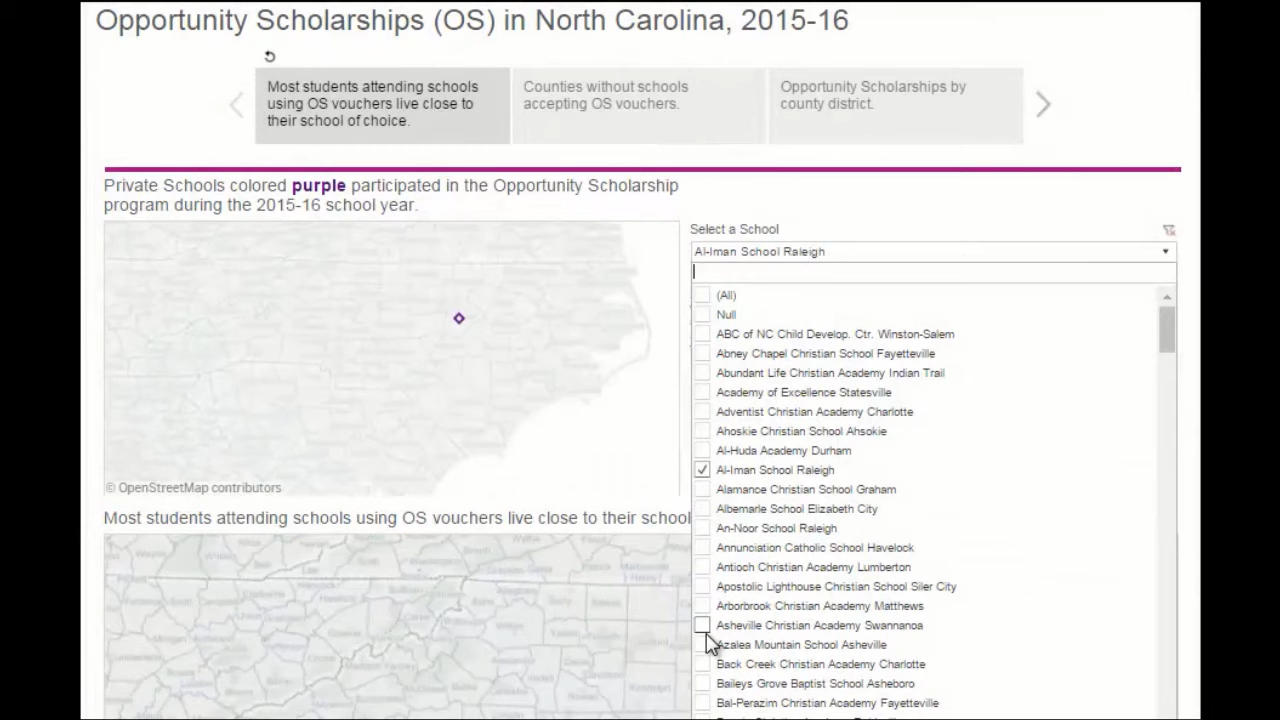 Opportunity Scholarships (OS) in North Carolina, 2015-16
Most students attending schools
using OS vouchers live close to
their school of choice.
Counties without schools
accepting OS vouchers.
Opportunity Scholarships by
county district.
Private Schools colored purple participated in the Opportunity Scholarship
program during the 2015-16 school year.
© OpenStreetMap contributors
Most students attending schools using OS vouchers live close to their school
Select a School
Al-Iman School Raleigh
(All)
Null
ABC of NC Child Develop. Ctr. Winston-Salem
Abney Chapel Christian School Fayetteville
Abundant Life Christian Academy Indian Trail
Academy of Excellence Statesville
Adventist Christian Academy Charlotte
Ahoskie Christian School Ahsokie
Al-Huda Academy Durham
Al-Iman School Raleigh
Alamance Christian School Graham
Albemarle School Elizabeth City
An-Noor School Raleigh
Annunciation Catholic School Havelock
Antioch Christian Academy Lumberton
Apostolic Lighthouse Christian School Siler City
Arborbrook Christian Academy Matthews
Asheville Christian Academy Swannanoa
Azalea Mountain School Asheville
Back Creek Christian Academy Charlotte
Baileys Grove Baptist School Asheboro
Bal-Perazim Christian Academy Fayetteville